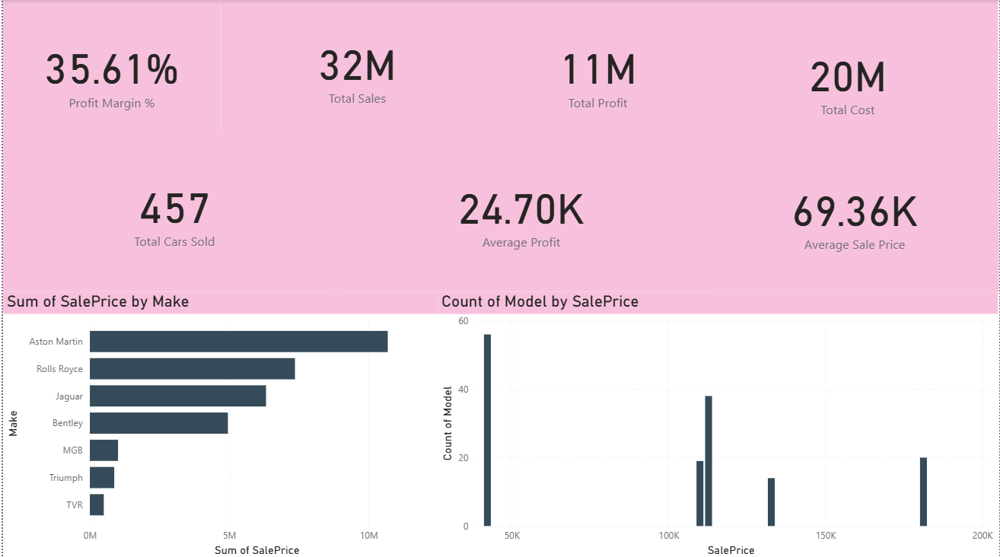 35.61%
Profit Margin %
32M
Total Sales
11M
Total Profit
20M
Total Cost
457
Total Cars Sold
24.70K
Average Profit
69.36K
Average Sale Price
Sum of SalePrice by Make
Make
Aston Martin
Rolls Royce
Jaguar
Bentley
MGB
Triumph
TVR
0M 5M 10M
Sum of SalePrice
Count of Model by SalePrice
Count of Model
60
40
20
0
50K 100K 150K 200K
SalePrice